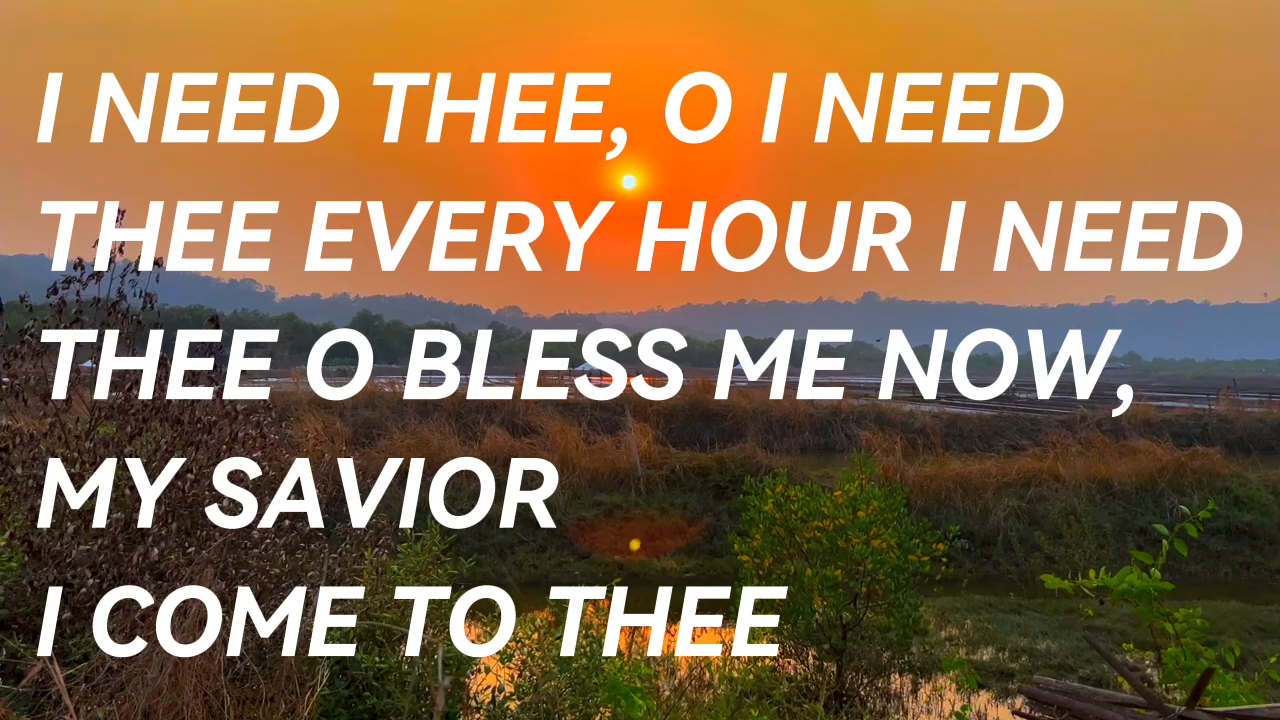 I NEED THEE, O I NEED
THEE EVERY HOUR I NEED
THEE O BLESS ME NOW,
MY SAVIOR
I COME TO THEE